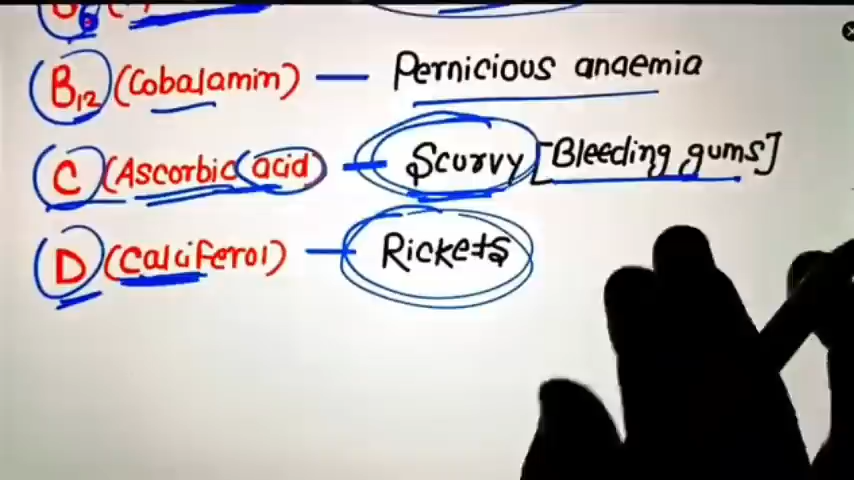 B12 (Cobalamin) — Pernicious anaemia
C (Ascorbic acid) — Scurvy [Bleeding gums]
D (Calciferol) — Rickets